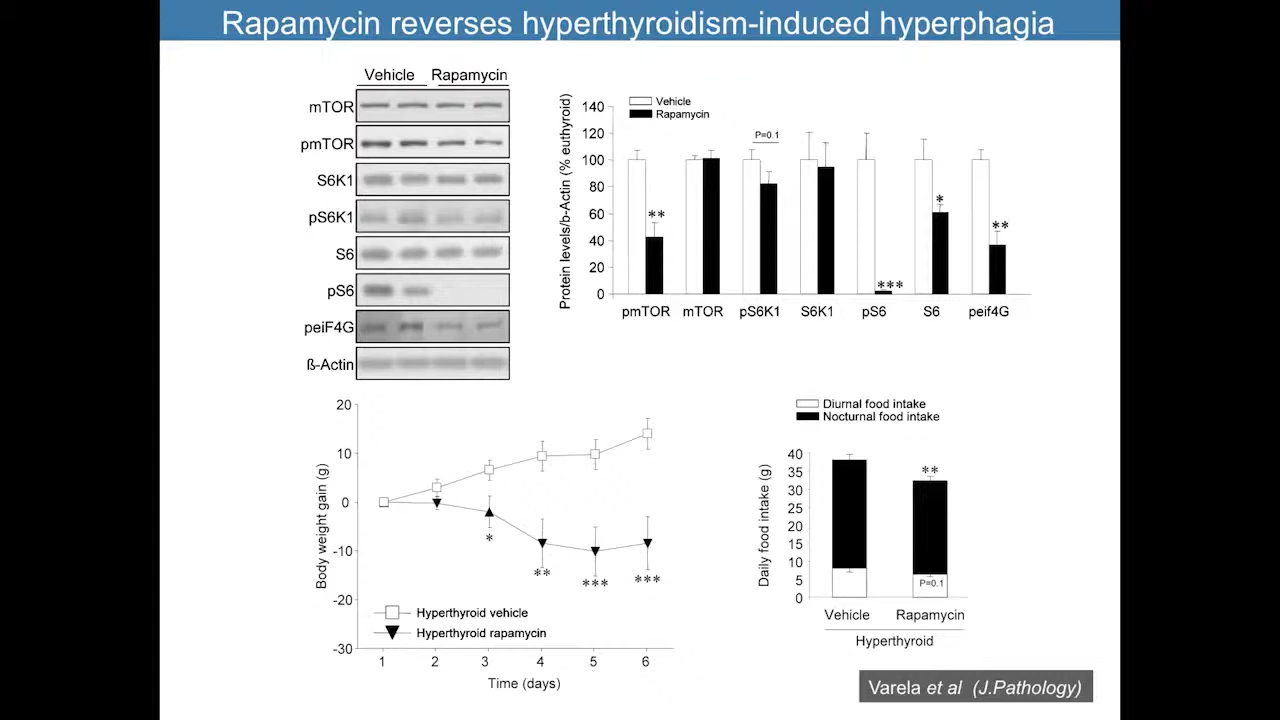 Rapamycin reverses hyperthyroidism-induced hyperphagia
Vehicle Rapamycin
mTOR
pmTOR
S6K1
pS6K1
S6
pS6
peiF4G
ß-Actin
Protein levels/b-Actin (% euthyroid)
Vehicle
Rapamycin
140
120
100
80
60
40
20
0
**
P=0.1
***
*
**
pmTOR mTOR pS6K1 S6K1 pS6 S6 peif4G
Body weight gain (g)
20
10
0
-10
-20
-30
*
**
***
***
Hyperthyroid vehicle
Hyperthyroid rapamycin
1 2 3 4 5 6
Time (days)
Diurnal food intake
Nocturnal food intake
Daily food intake (g)
40
35
30
25
20
15
10
5
0
**
P=0.1
Vehicle Rapamycin
Hyperthyroid
Varela et al (J.Pathology)